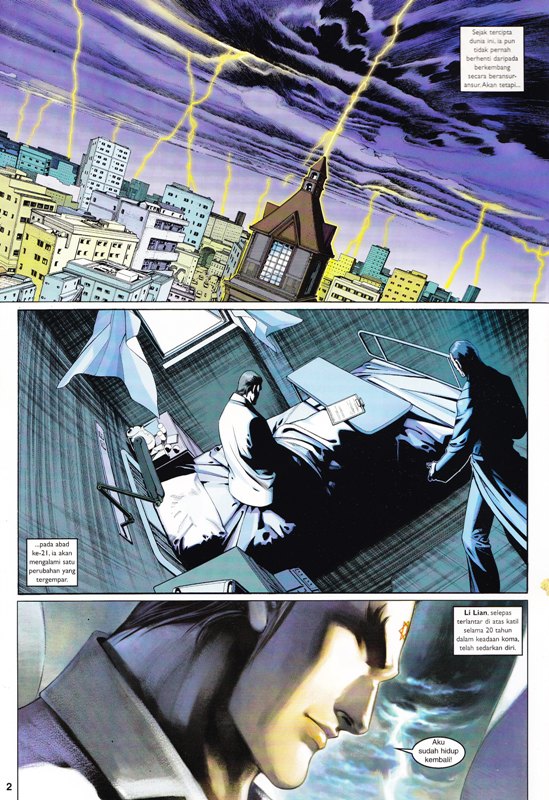 Sejak tercipta
dunia ini, ia pun
tidak pernah
berhenti daripada
berkembang
secara beransur-
ansur. Akan tetapi...
...pada abad
ke-21, ia akan
mengalami satu
perubahan yang
tergempar.
Li Lian, selepas
terlantar di atas katil
selama 20 tahun
dalam keadaan koma,
telah sedarkan diri.
Aku
sudah hidup
kembali!
2